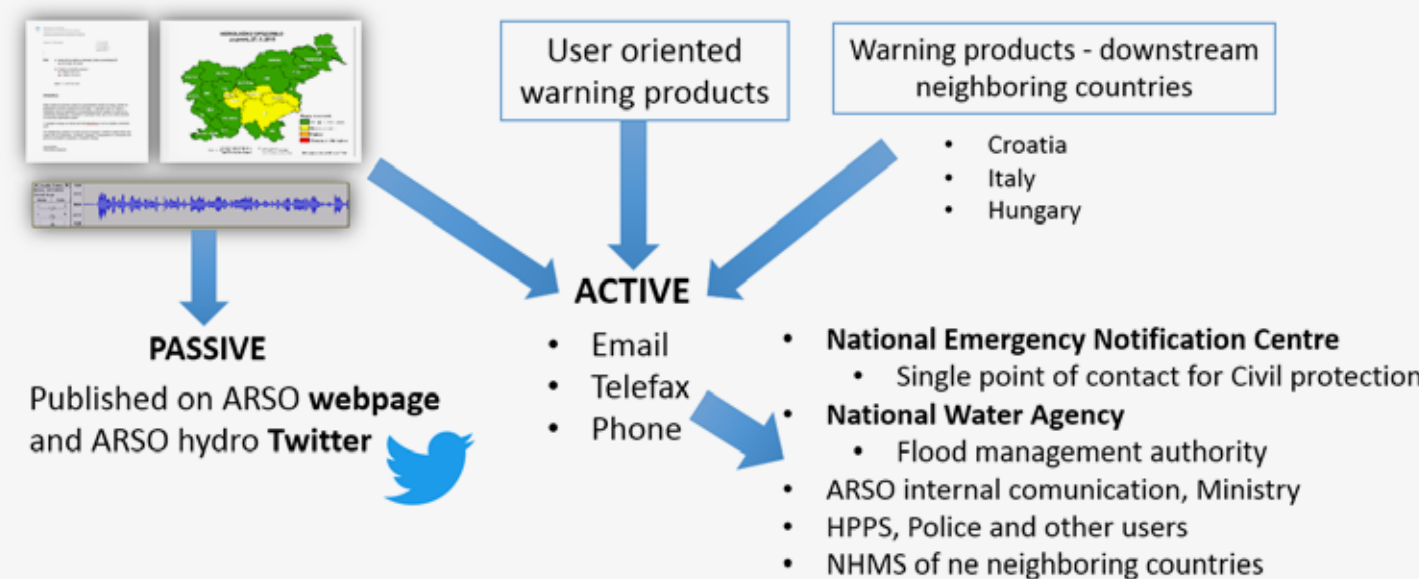 User oriented
warning products
Warning products - downstream
neighboring countries
• Croatia
• Italy
• Hungary
ACTIVE
• Email
• Telefax
• Phone
PASSIVE
Published on ARSO webpage
and ARSO hydro Twitter
• National Emergency Notification Centre
• Single point of contact for Civil protection
• National Water Agency
• Flood management authority
• ARSO internal comunication, Ministry
• HPPS, Police and other users
• NHMS of ne neighboring countries